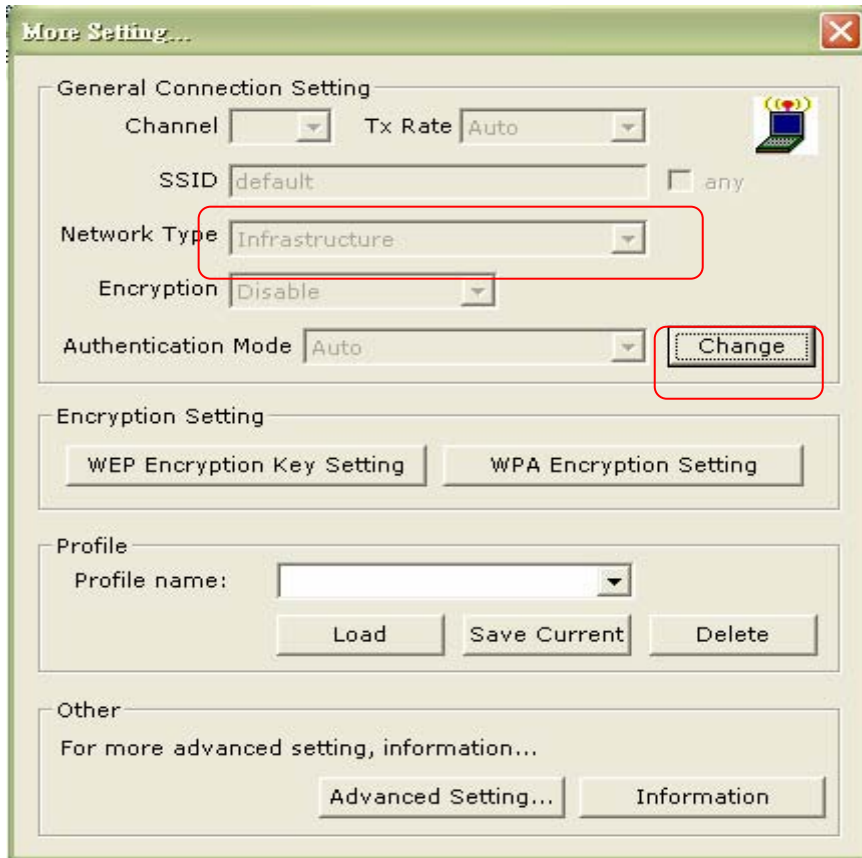 More Setting...
General Connection Setting
Channel Tx Rate Auto
SSID default any
Network Type Infrastructure
Encryption Disable
Authentication Mode Auto Change
Encryption Setting
WEP Encryption Key Setting WPA Encryption Setting
Profile
Profile name:
Load Save Current Delete
Other
For more advanced setting, information...
Advanced Setting... Information